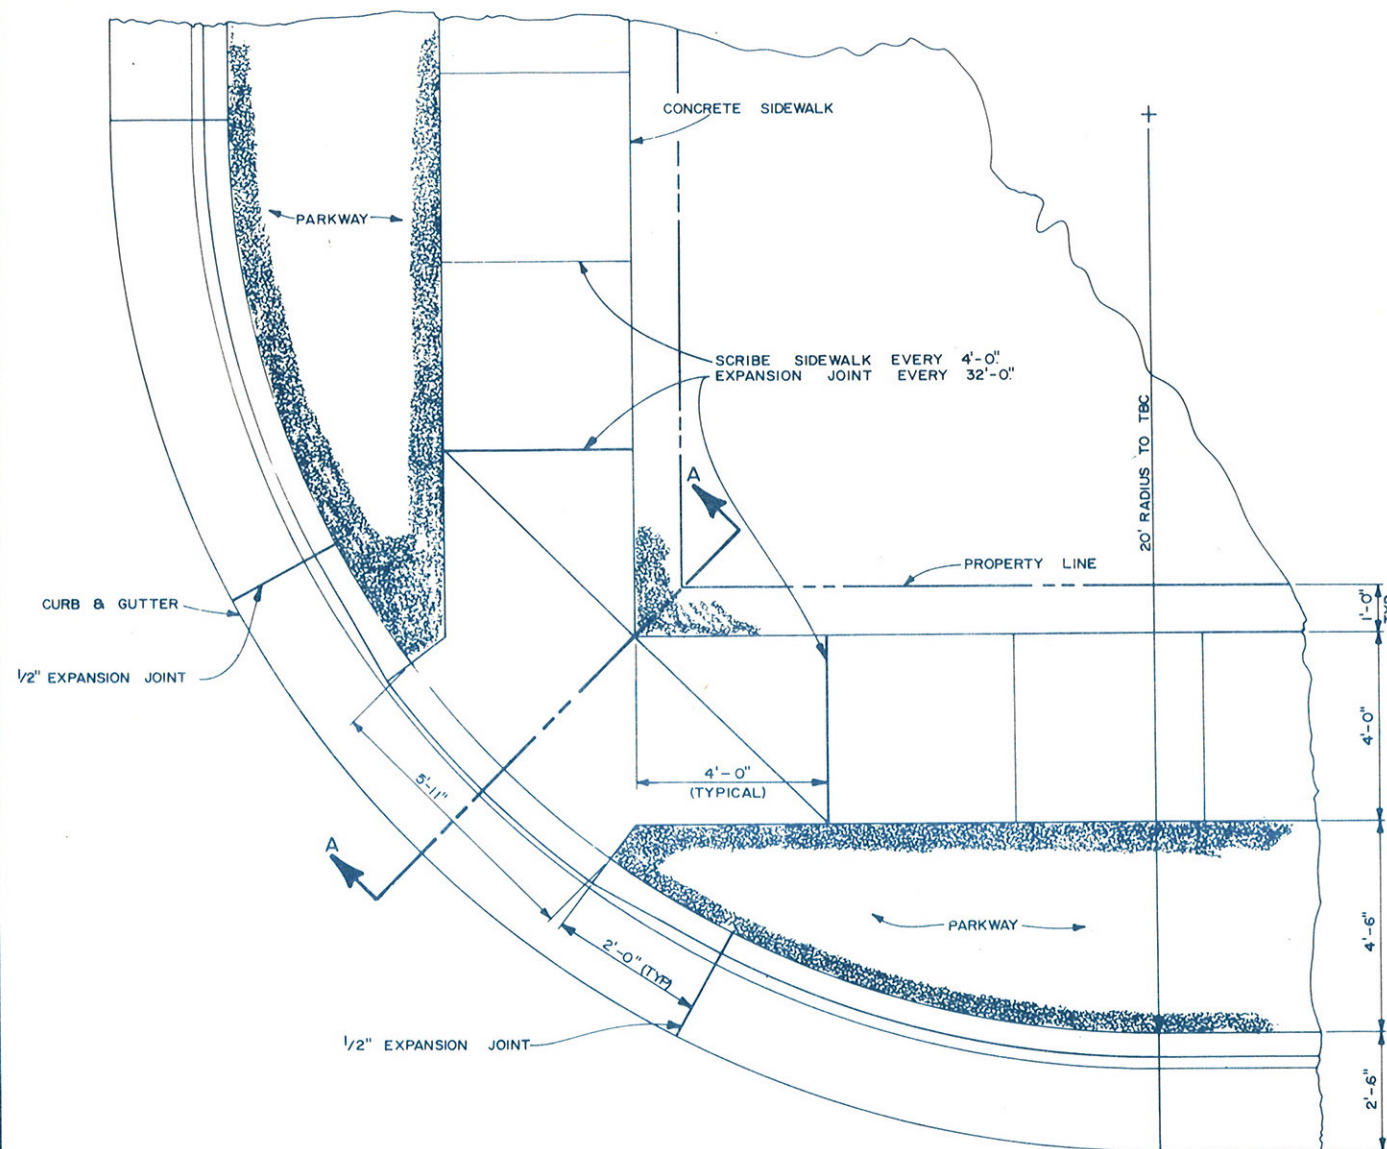 CONCRETE SIDEWALK
PARKWAY
SCRIBE SIDEWALK EVERY 4'-0".
EXPANSION JOINT EVERY 32'-0".
20' RADIUS TO TBC
A
PROPERTY LINE
1'-0"
CURB & GUTTER
1/2" EXPANSION JOINT
4'-0"
4'-0"
(TYPICAL)
5'-11"
A
PARKWAY
4'-6"
2'-0" (TYP)
1/2" EXPANSION JOINT
2'-6"